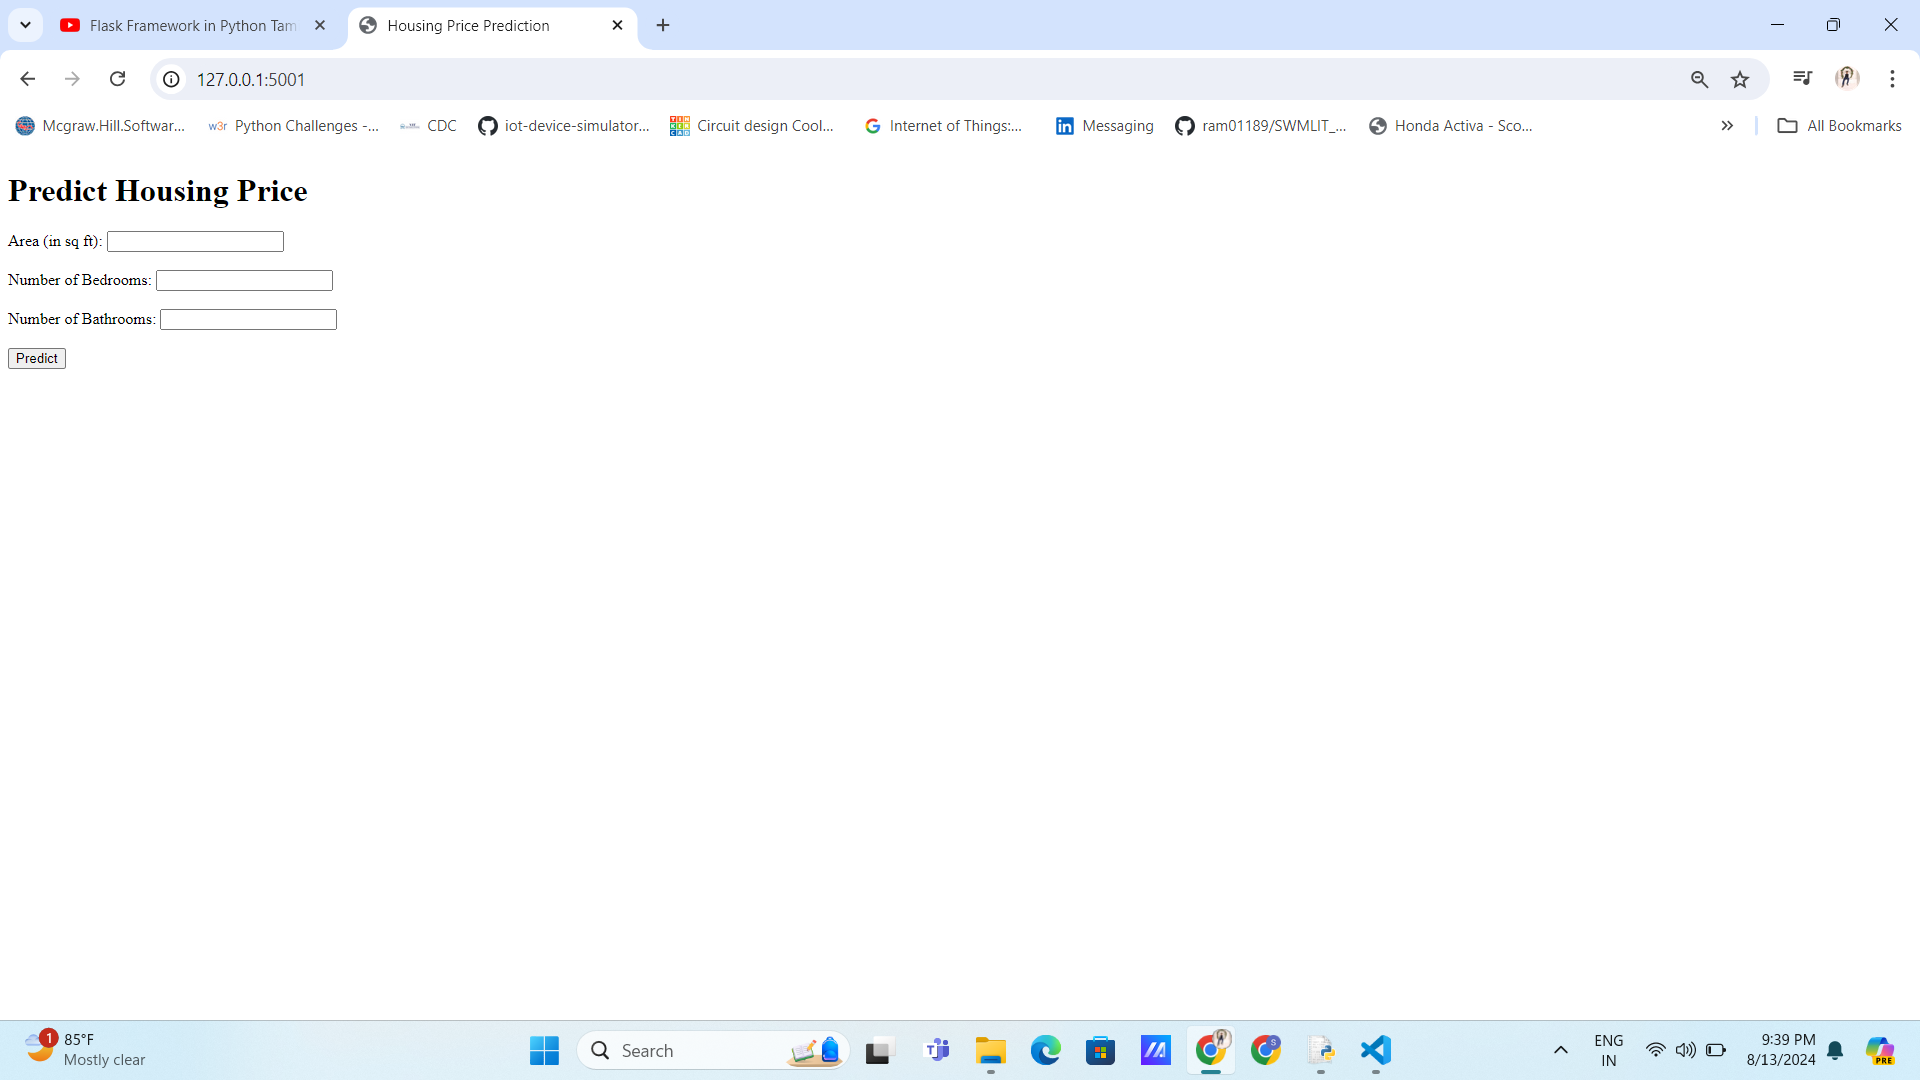 Flask Framework in Python Tam
Housing Price Prediction
127.0.0.1:5001
Mcgraw.Hill.Softwar...
w3r Python Challenges -...
CDC
iot-device-simulator...
Circuit design Cool...
Internet of Things:...
Messaging
ram01189/SWMLIT_...
Honda Activa - Sco...
All Bookmarks
Predict Housing Price
Area (in sq ft):
Number of Bedrooms:
Number of Bathrooms:
Predict
1
85°F
Mostly clear
Search
ENG
IN
9:39 PM
8/13/2024
PRE